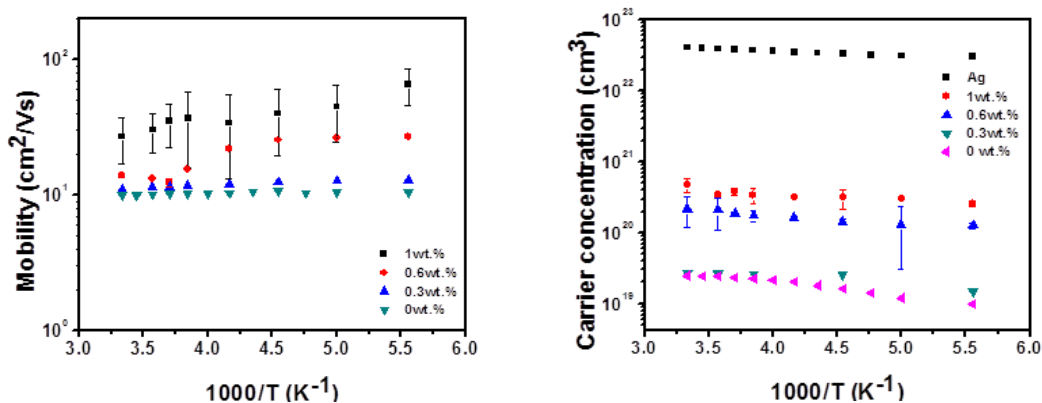 Mobility (cm²/Vs)
10²
10¹
10⁰
1wt.%
0.6wt.%
0.3wt.%
0wt.%
3.0 3.5 4.0 4.5 5.0 5.5 6.0
1000/T (K⁻¹)
Carrier concentration (cm³)
10²³
10²²
10²¹
10²⁰
10¹⁹
Ag
1wt.%
0.6wt.%
0.3wt.%
0 wt.%
3.0 3.5 4.0 4.5 5.0 5.5 6.0
1000/T (K⁻¹)